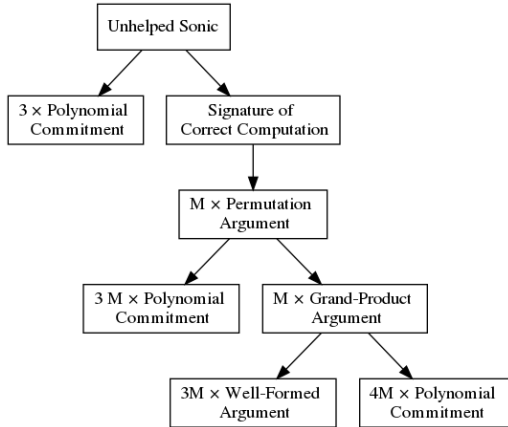 Unhelped Sonic
3 × Polynomial
Commitment
Signature of
Correct Computation
M × Permutation
Argument
3 M × Polynomial
Commitment
M × Grand-Product
Argument
3M × Well-Formed
Argument
4M × Polynomial
Commitment